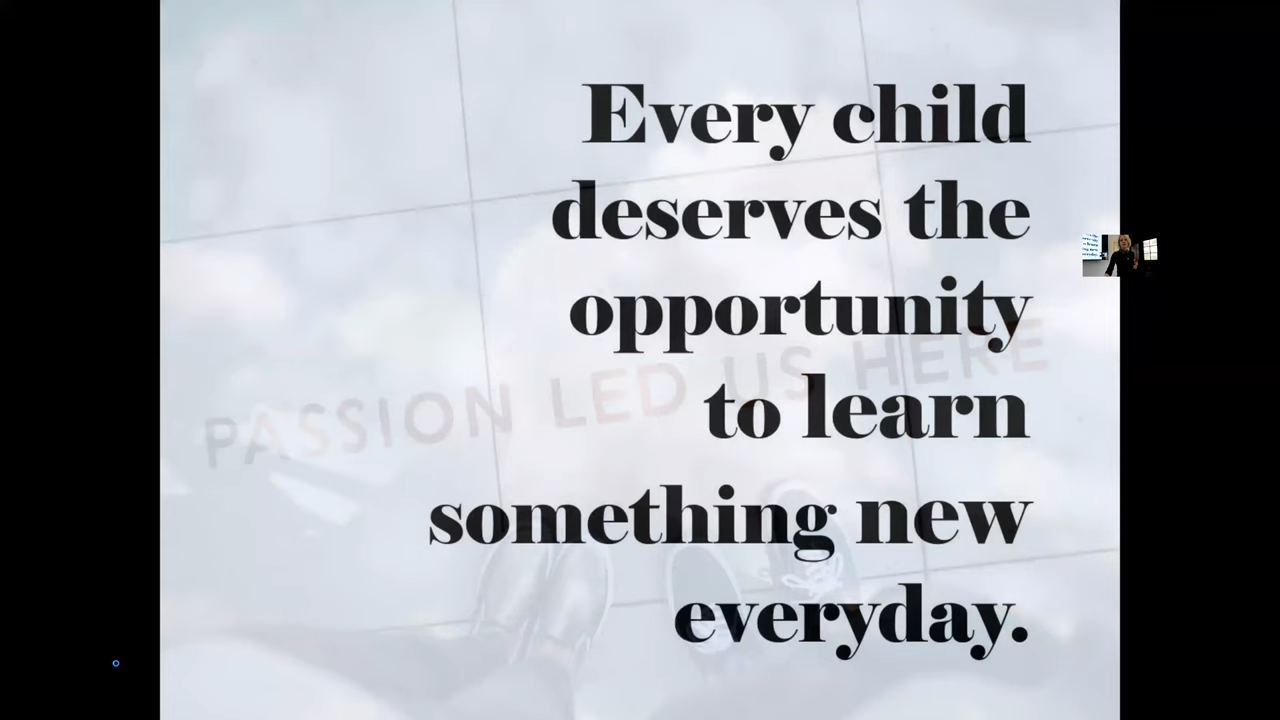 Every child
deserves the
opportunity
to learn
something new
everyday.
PASSION LED US HERE